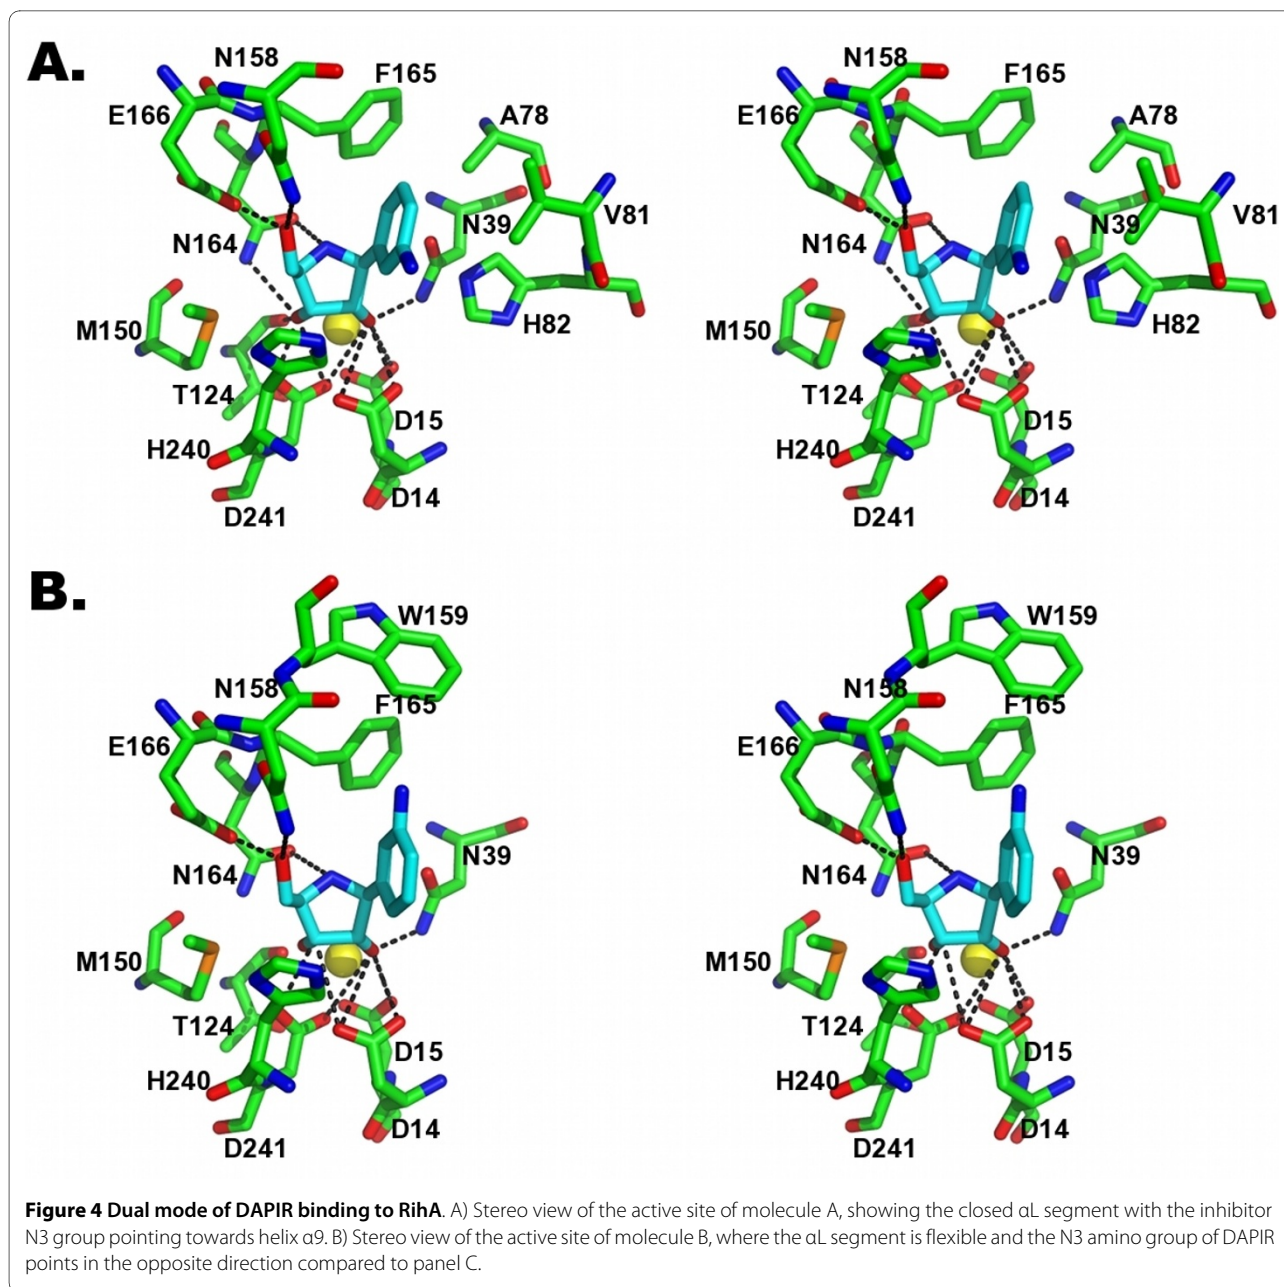 A.
N158 F165 N158 F165
E166 A78 E166 A78
N39 V81 N39 V81
N164 N164
M150 H82 M150 H82
T124 T124
D15 D15
H240 H240
D14 D14
D241 D241
B.
W159 W159
N158 F165 N158 F165
E166 E166
N39 N39
N164 N164
M150 M150
T124 T124
D15 D15
H240 H240
D14 D14
D241 D241
Figure 4 Dual mode of DAPIR binding to RihA. A) Stereo view of the active site of molecule A, showing the closed αL segment with the inhibitor
N3 group pointing towards helix α9. B) Stereo view of the active site of molecule B, where the αL segment is flexible and the N3 amino group of DAPIR
points in the opposite direction compared to panel C.